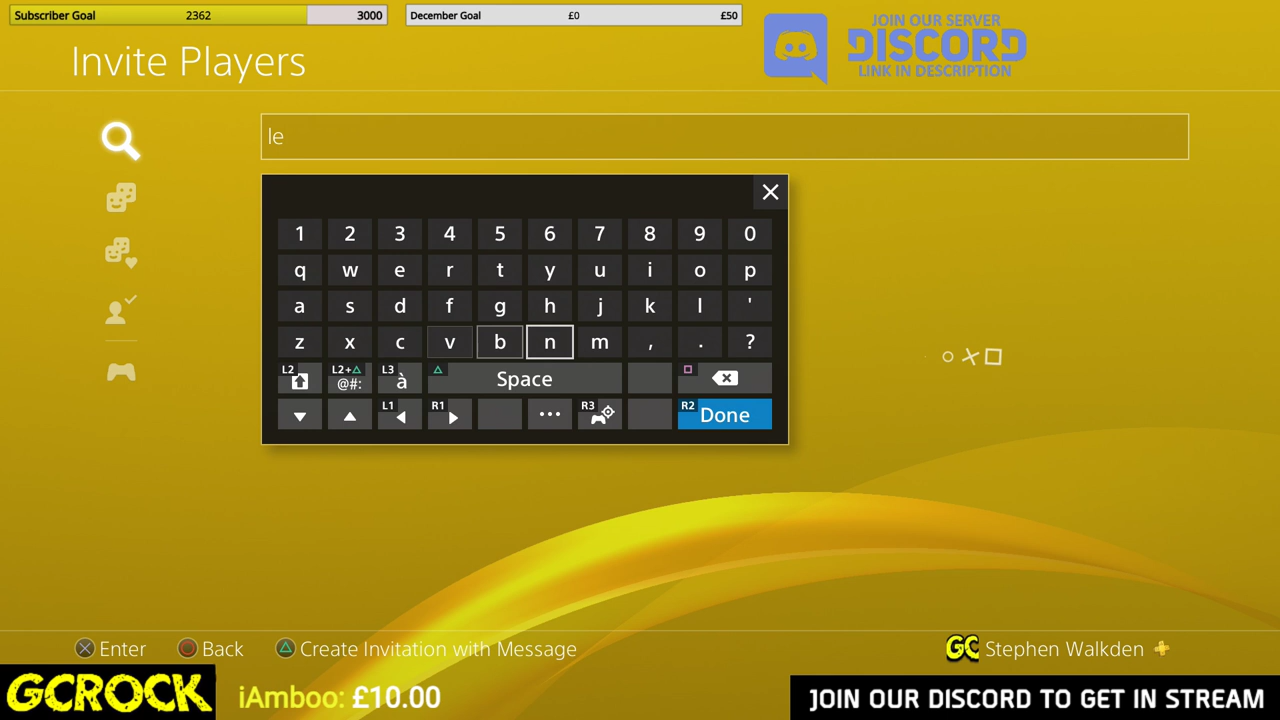 Subscriber Goal 2362 3000
December Goal £0 £50
JOIN OUR SERVER
DISCORD
LINK IN DESCRIPTION
Invite Players
le
1 2 3 4 5 6 7 8 9 0
q w e r t y u i o p
a s d f g h j k l '
z x c v b n m , . ?
L2 L2+△ @#: L3 à △ Space □
L1 R1 ... R3 R2 Done
Enter Back Create Invitation with Message GC Stephen Walkden
GCROCK iAmboo: £10.00 JOIN OUR DISCORD TO GET IN STREAM